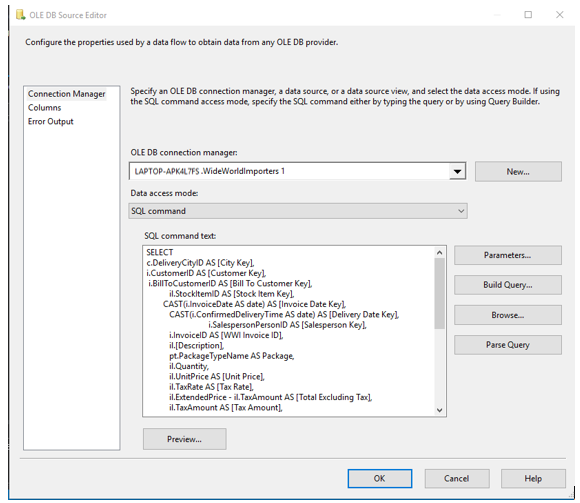 OLE DB Source Editor
Configure the properties used by a data flow to obtain data from any OLE DB provider.
Connection Manager
Columns
Error Output
Specify an OLE DB connection manager, a data source, or a data source view, and select the data access mode. If using
the SQL command access mode, specify the SQL command either by typing the query or by using Query Builder.
OLE DB connection manager:
LAPTOP-APK4L7FS.WideWorldImporters 1
New...
Data access mode:
SQL command
SQL command text:
SELECT
c.DeliveryCityID AS [City Key],
i.CustomerID AS [Customer Key],
i.BillToCustomerID AS [Bill To Customer Key],
il.StockItemID AS [Stock Item Key],
CAST(i.InvoiceDate AS date) AS [Invoice Date Key],
CAST(i.ConfirmedDeliveryTime AS date) AS [Delivery Date Key],
i.SalespersonPersonID AS [Salesperson Key],
i.InvoiceID AS [WWI Invoice ID],
il.[Description],
pt.PackageTypeName AS Package,
il.Quantity,
il.UnitPrice AS [Unit Price],
il.TaxRate AS [Tax Rate],
il.ExtendedPrice - il.TaxAmount AS [Total Excluding Tax],
il.TaxAmount AS [Tax Amount],
Parameters...
Build Query...
Browse...
Parse Query
Preview...
OK
Cancel
Help